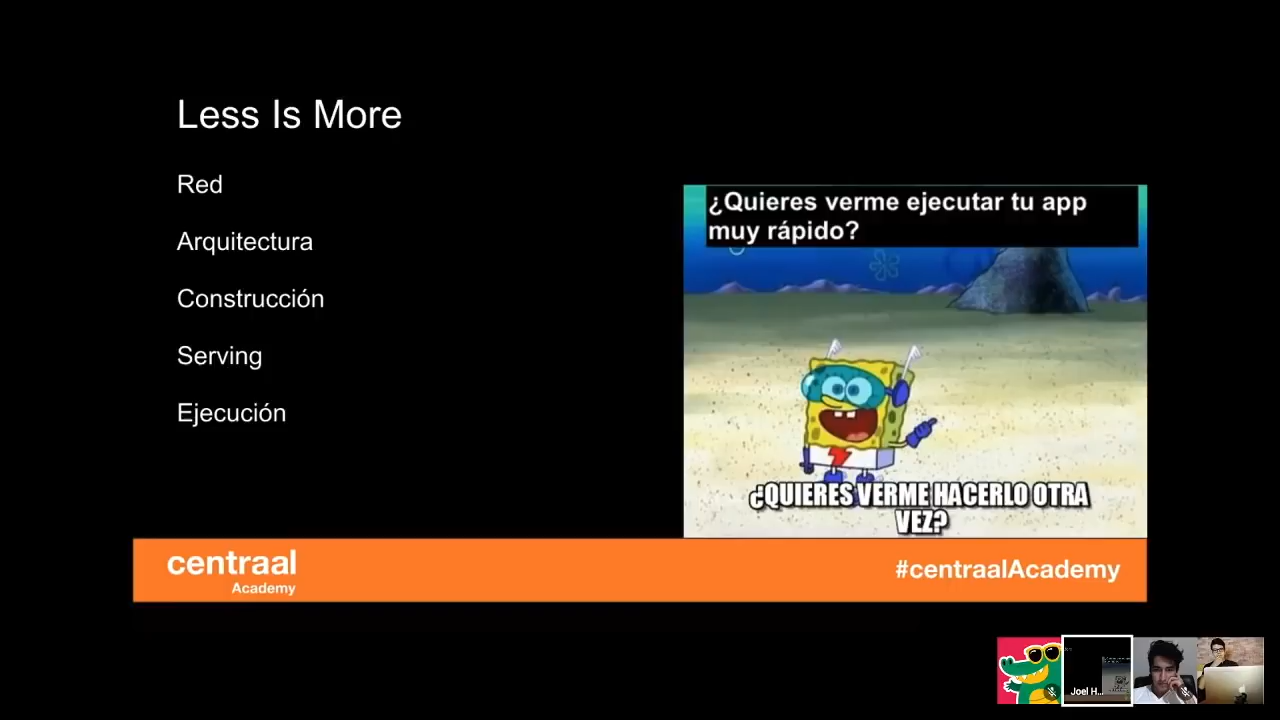 Less Is More
Red
Arquitectura
Construcción
Serving
Ejecución
¿Quieres verme ejecutar tu app
muy rápido?
¿QUIERES VERME HACERLO OTRA
VEZ?
centraal
Academy
#centraalAcademy
Joel H...